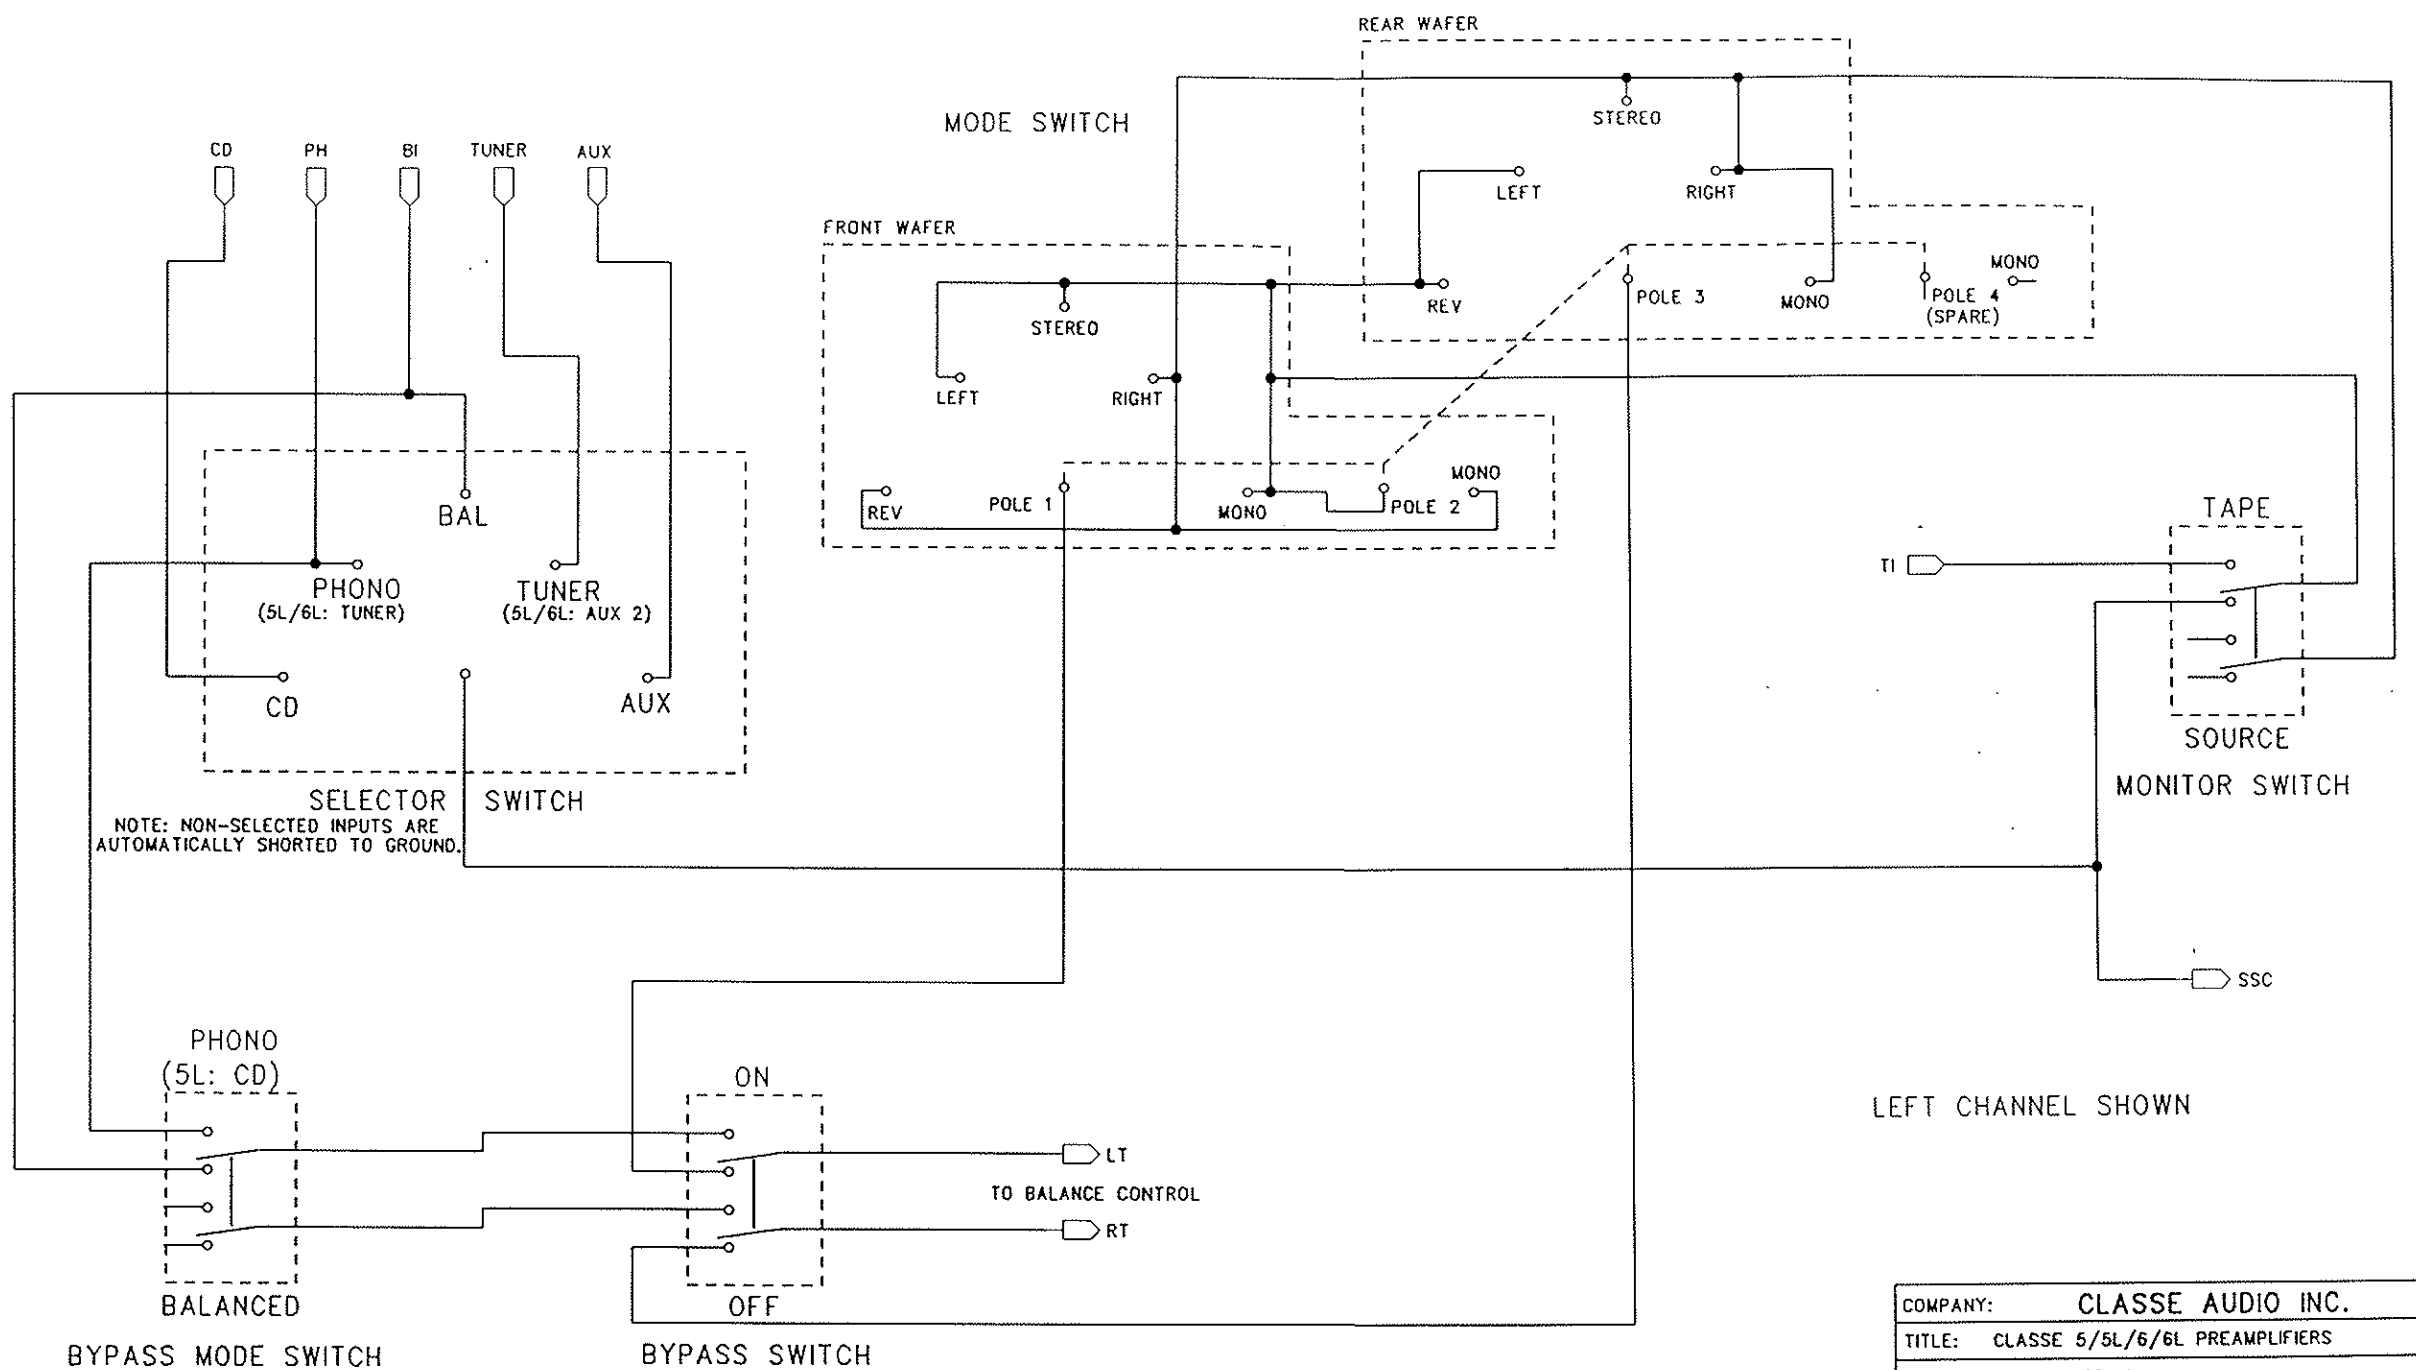 REAR WAFER
MODE SWITCH
STEREO
CD PH BI TUNER AUX
LEFT RIGHT
FRONT WAFER
REV POLE 3 MONO POLE 4
(SPARE)
MONO
STEREO
LEFT RIGHT
REV POLE 1 MONO POLE 2 MONO
BAL
PHONO
(5L/6L: TUNER)
TUNER
(5L/6L: AUX 2)
CD AUX
SELECTOR SWITCH
NOTE: NON-SELECTED INPUTS ARE
AUTOMATICALLY SHORTED TO GROUND.
TAPE
TI
SOURCE
MONITOR SWITCH
SSC
PHONO
(5L: CD)
BALANCED
BYPASS MODE SWITCH
ON
OFF
BYPASS SWITCH
LT
TO BALANCE CONTROL
RT
LEFT CHANNEL SHOWN
COMPANY: CLASSE AUDIO INC.
TITLE: CLASSE 5/5L/6/6L PREAMPLIFIERS